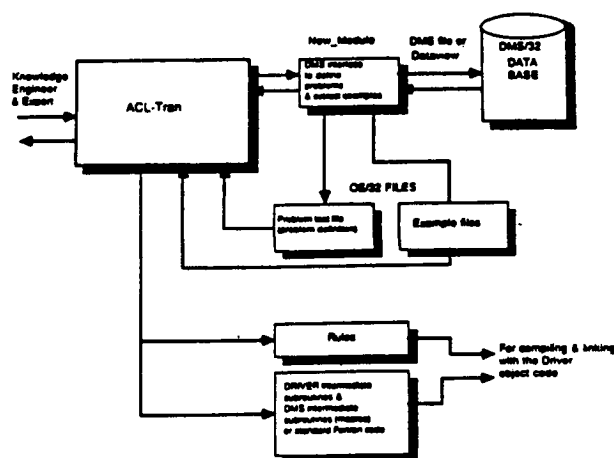 New_Module
DMS file or
Dataview
DMS/32
DATA
BASE
Knowledge
Engineer
& Expert
ACL-Tran
DMS interface
to define
problems
& extract examples
OS/32 FILES
Problem text file
(problem definition)
Example files
Rules
For compiling & linking
with the Driver
object code
DRIVER intermediate
subroutines &
DMS intermediate
subroutines
or standard Fortran code